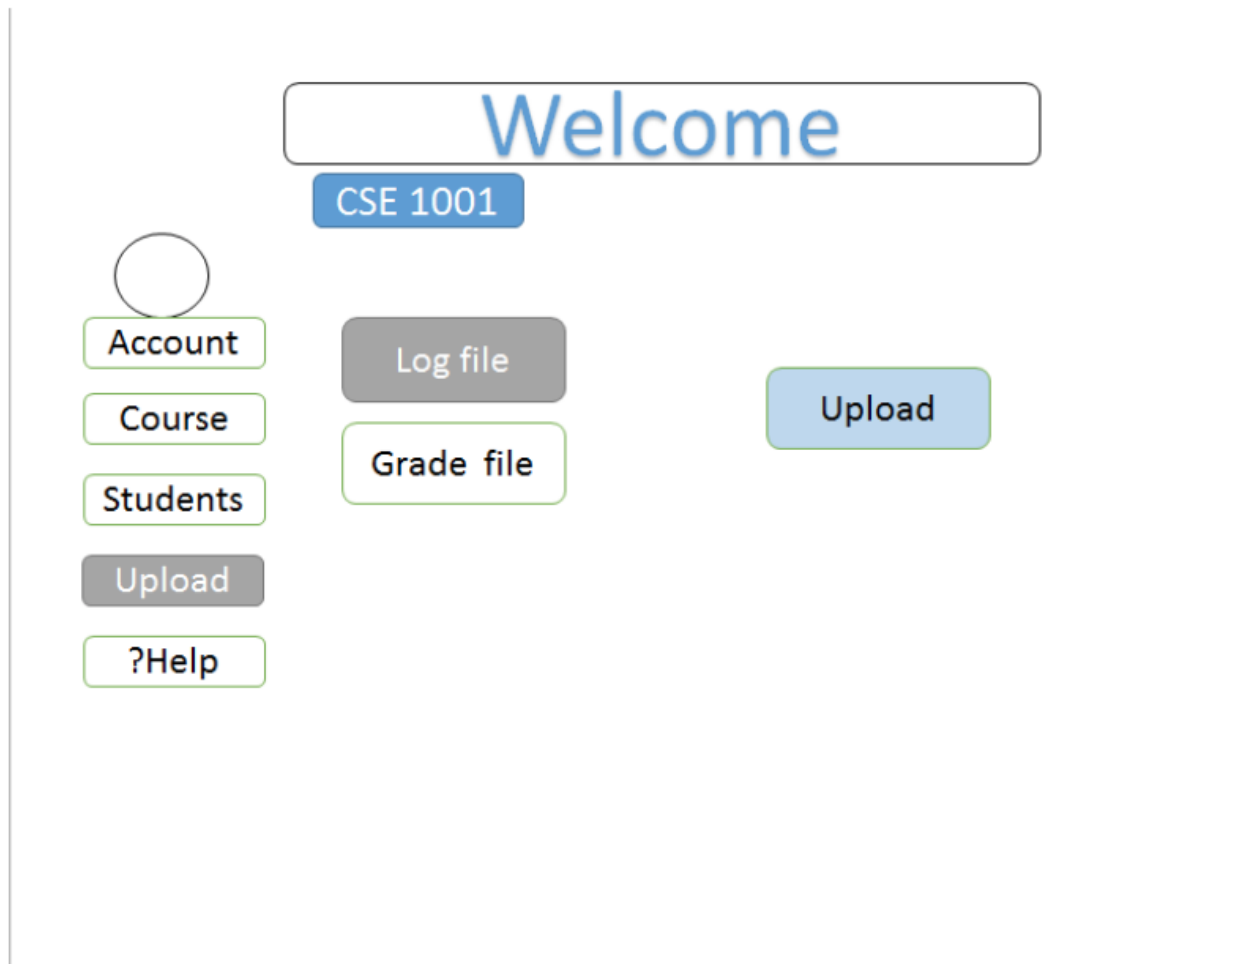 Welcome
CSE 1001
Account
Course
Students
Upload
?Help
Log file
Grade file
Upload